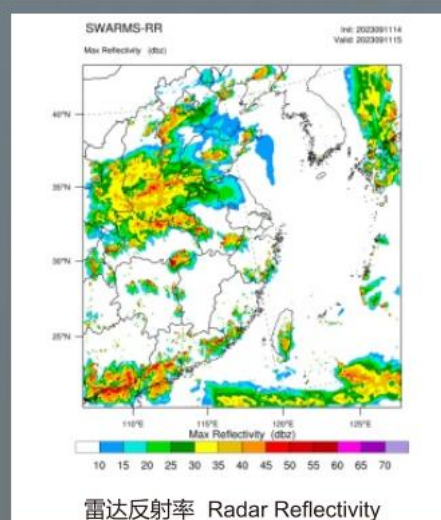 SWARMS-RR
Init: 2023091114
Valid: 2023091115
Max Reflectivity (dbz)
40°N
35°N
30°N
25°N
110°E 115°E 120°E 125°E
Max Reflectivity (dbz)
10 15 20 25 30 35 40 45 50 55 60 65 70
雷达反射率 Radar Reflectivity